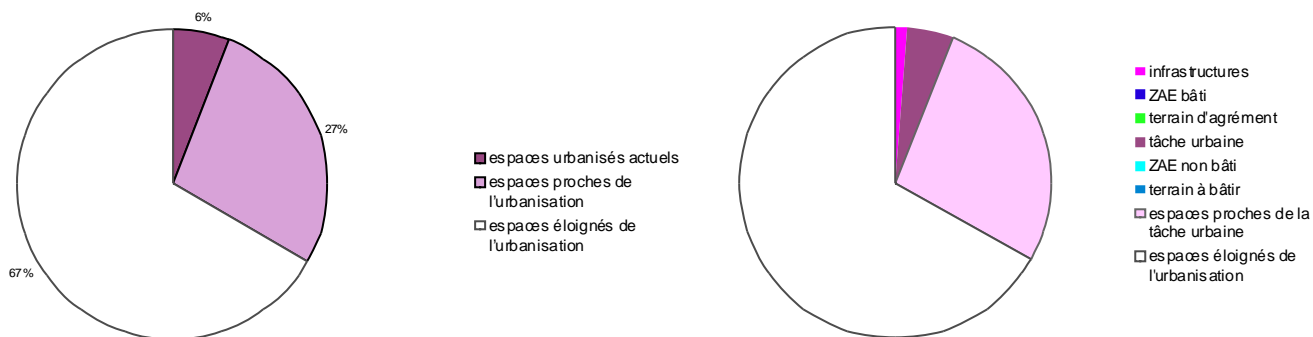 6%
27%
67%
espaces urbanisés actuels
espaces proches de
l'urbanisation
espaces éloignés de
l'urbanisation
infrastructures
ZAE bâti
terrain d'agrément
tâche urbaine
ZAE non bâti
terrain à bâtir
espaces proches de la
tâche urbaine
espaces éloignés de
l'urbanisation